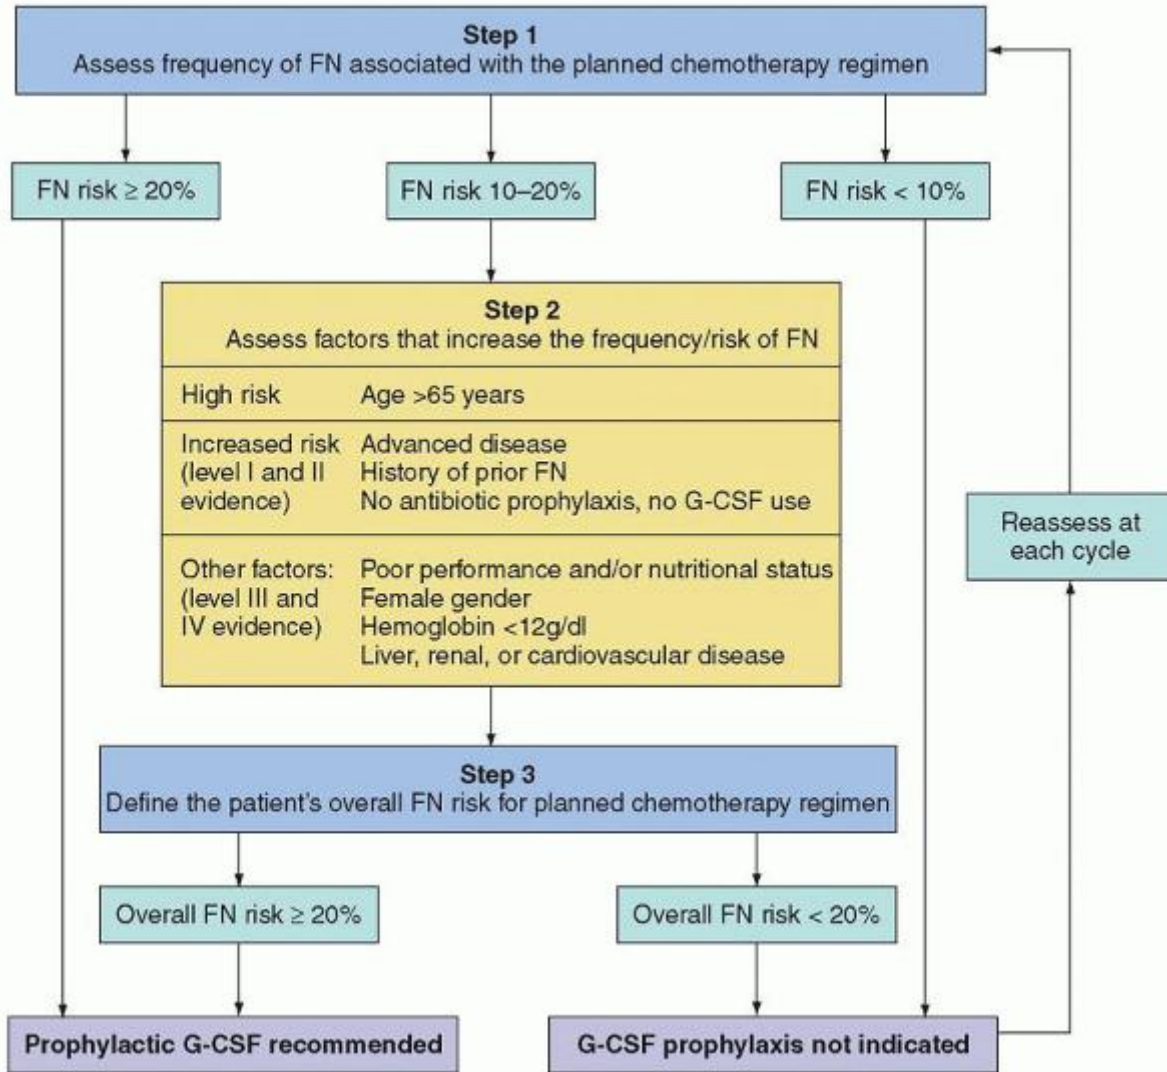 Step 1
Assess frequency of FN associated with the planned chemotherapy regimen
FN risk ≥ 20%
FN risk 10–20%
FN risk < 10%
Step 2
Assess factors that increase the frequency/risk of FN
High risk Age >65 years
Increased risk Advanced disease
(level I and II History of prior FN
evidence) No antibiotic prophylaxis, no G-CSF use
Other factors: Poor performance and/or nutritional status
(level III and Female gender
IV evidence) Hemoglobin <12g/dl
Liver, renal, or cardiovascular disease
Reassess at
each cycle
Step 3
Define the patient's overall FN risk for planned chemotherapy regimen
Overall FN risk ≥ 20%
Overall FN risk < 20%
Prophylactic G-CSF recommended
G-CSF prophylaxis not indicated